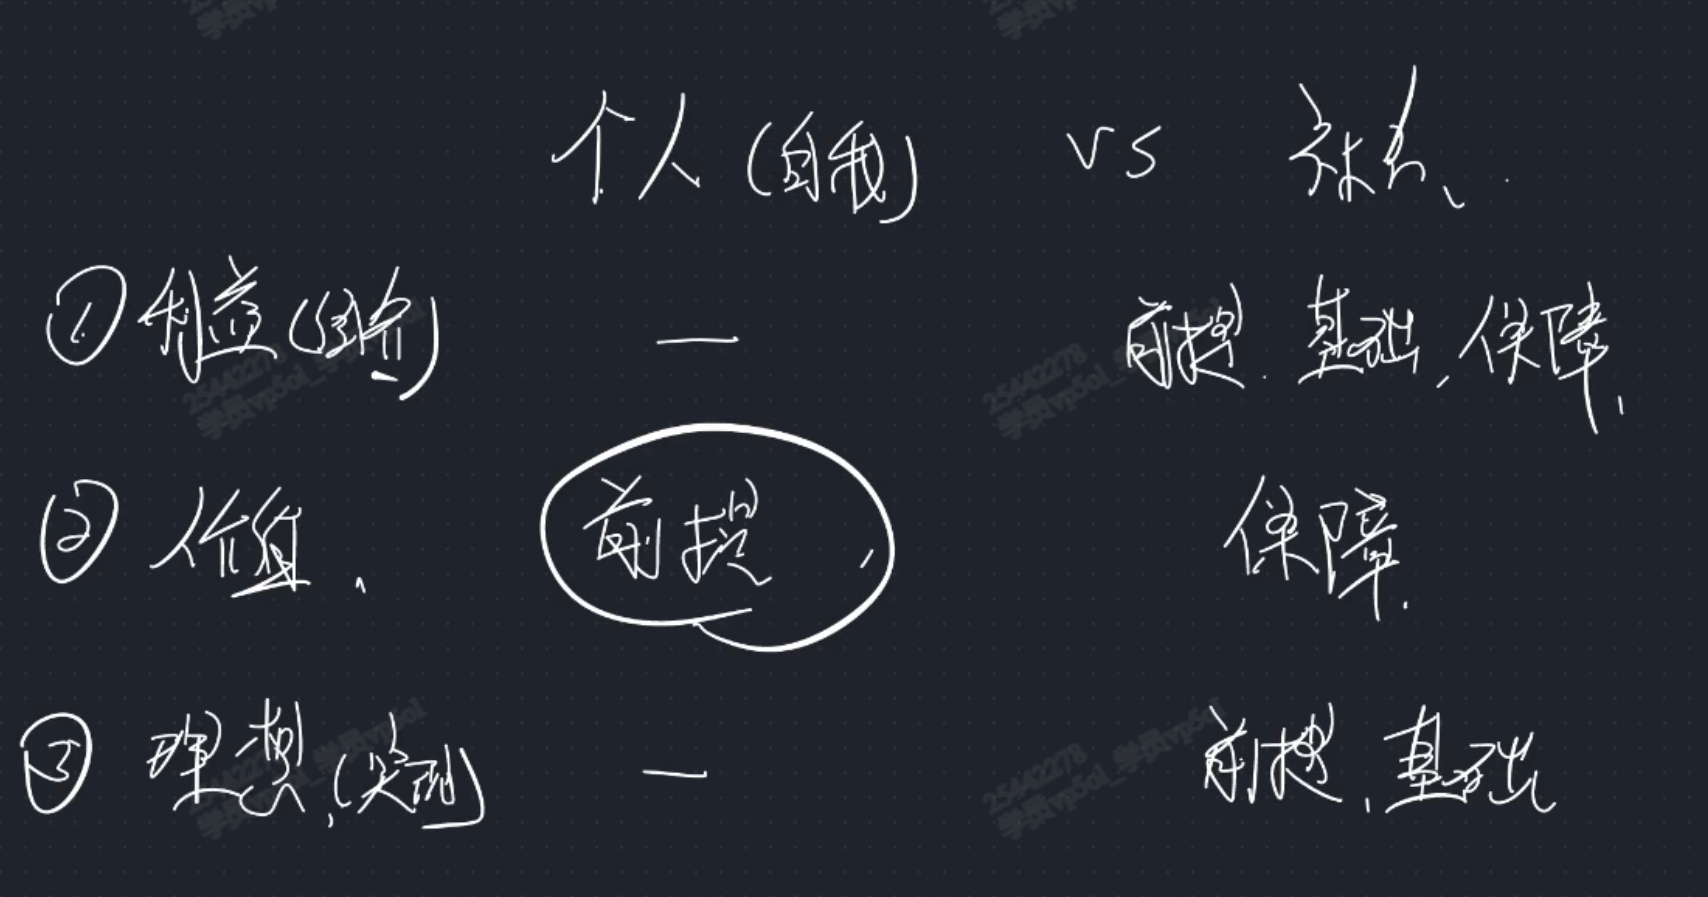 个人(自我) vs 社会、
① 利益(经济) — 前提.基础,保障,
② 价值、 前提, 保障.
③ 理想,(实现) — 前提,基础
25442278
学员vp5ol_